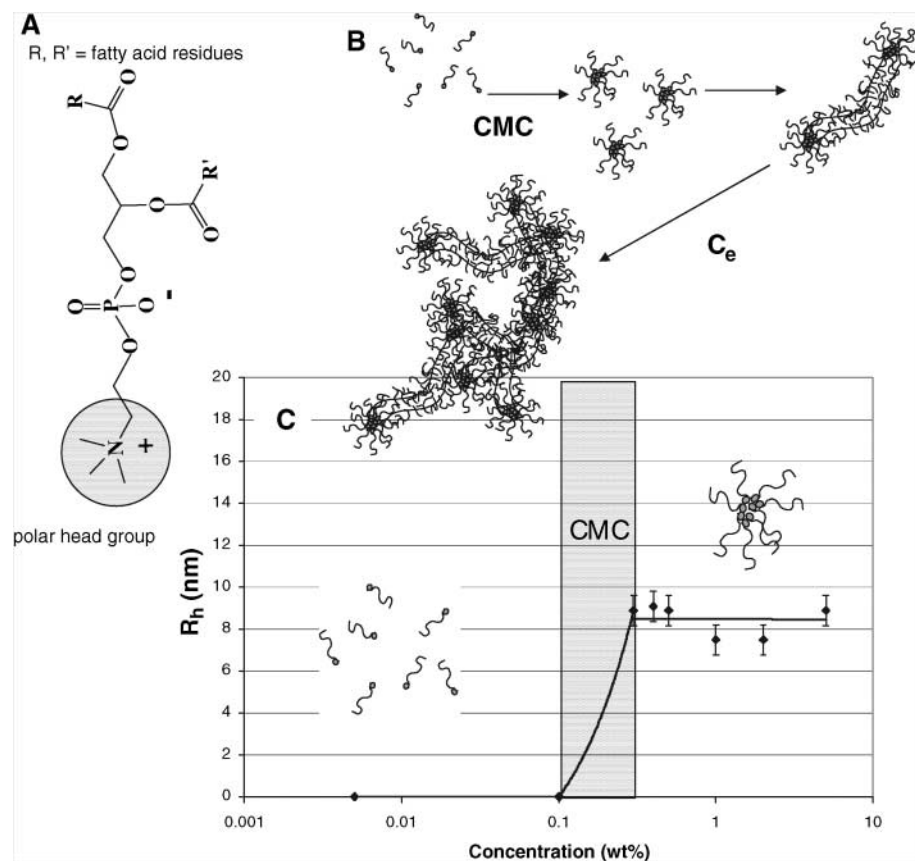 A
R, R' = fatty acid residues
R
O
O
R'
O
O
O
O=P-O
-
O
N
+
polar head group
B
CMC
Ce
C
CMC
Rh (nm)
20
18
16
14
12
10
8
6
4
2
0
0.001
0.01
0.1
1
10
Concentration (wt%)